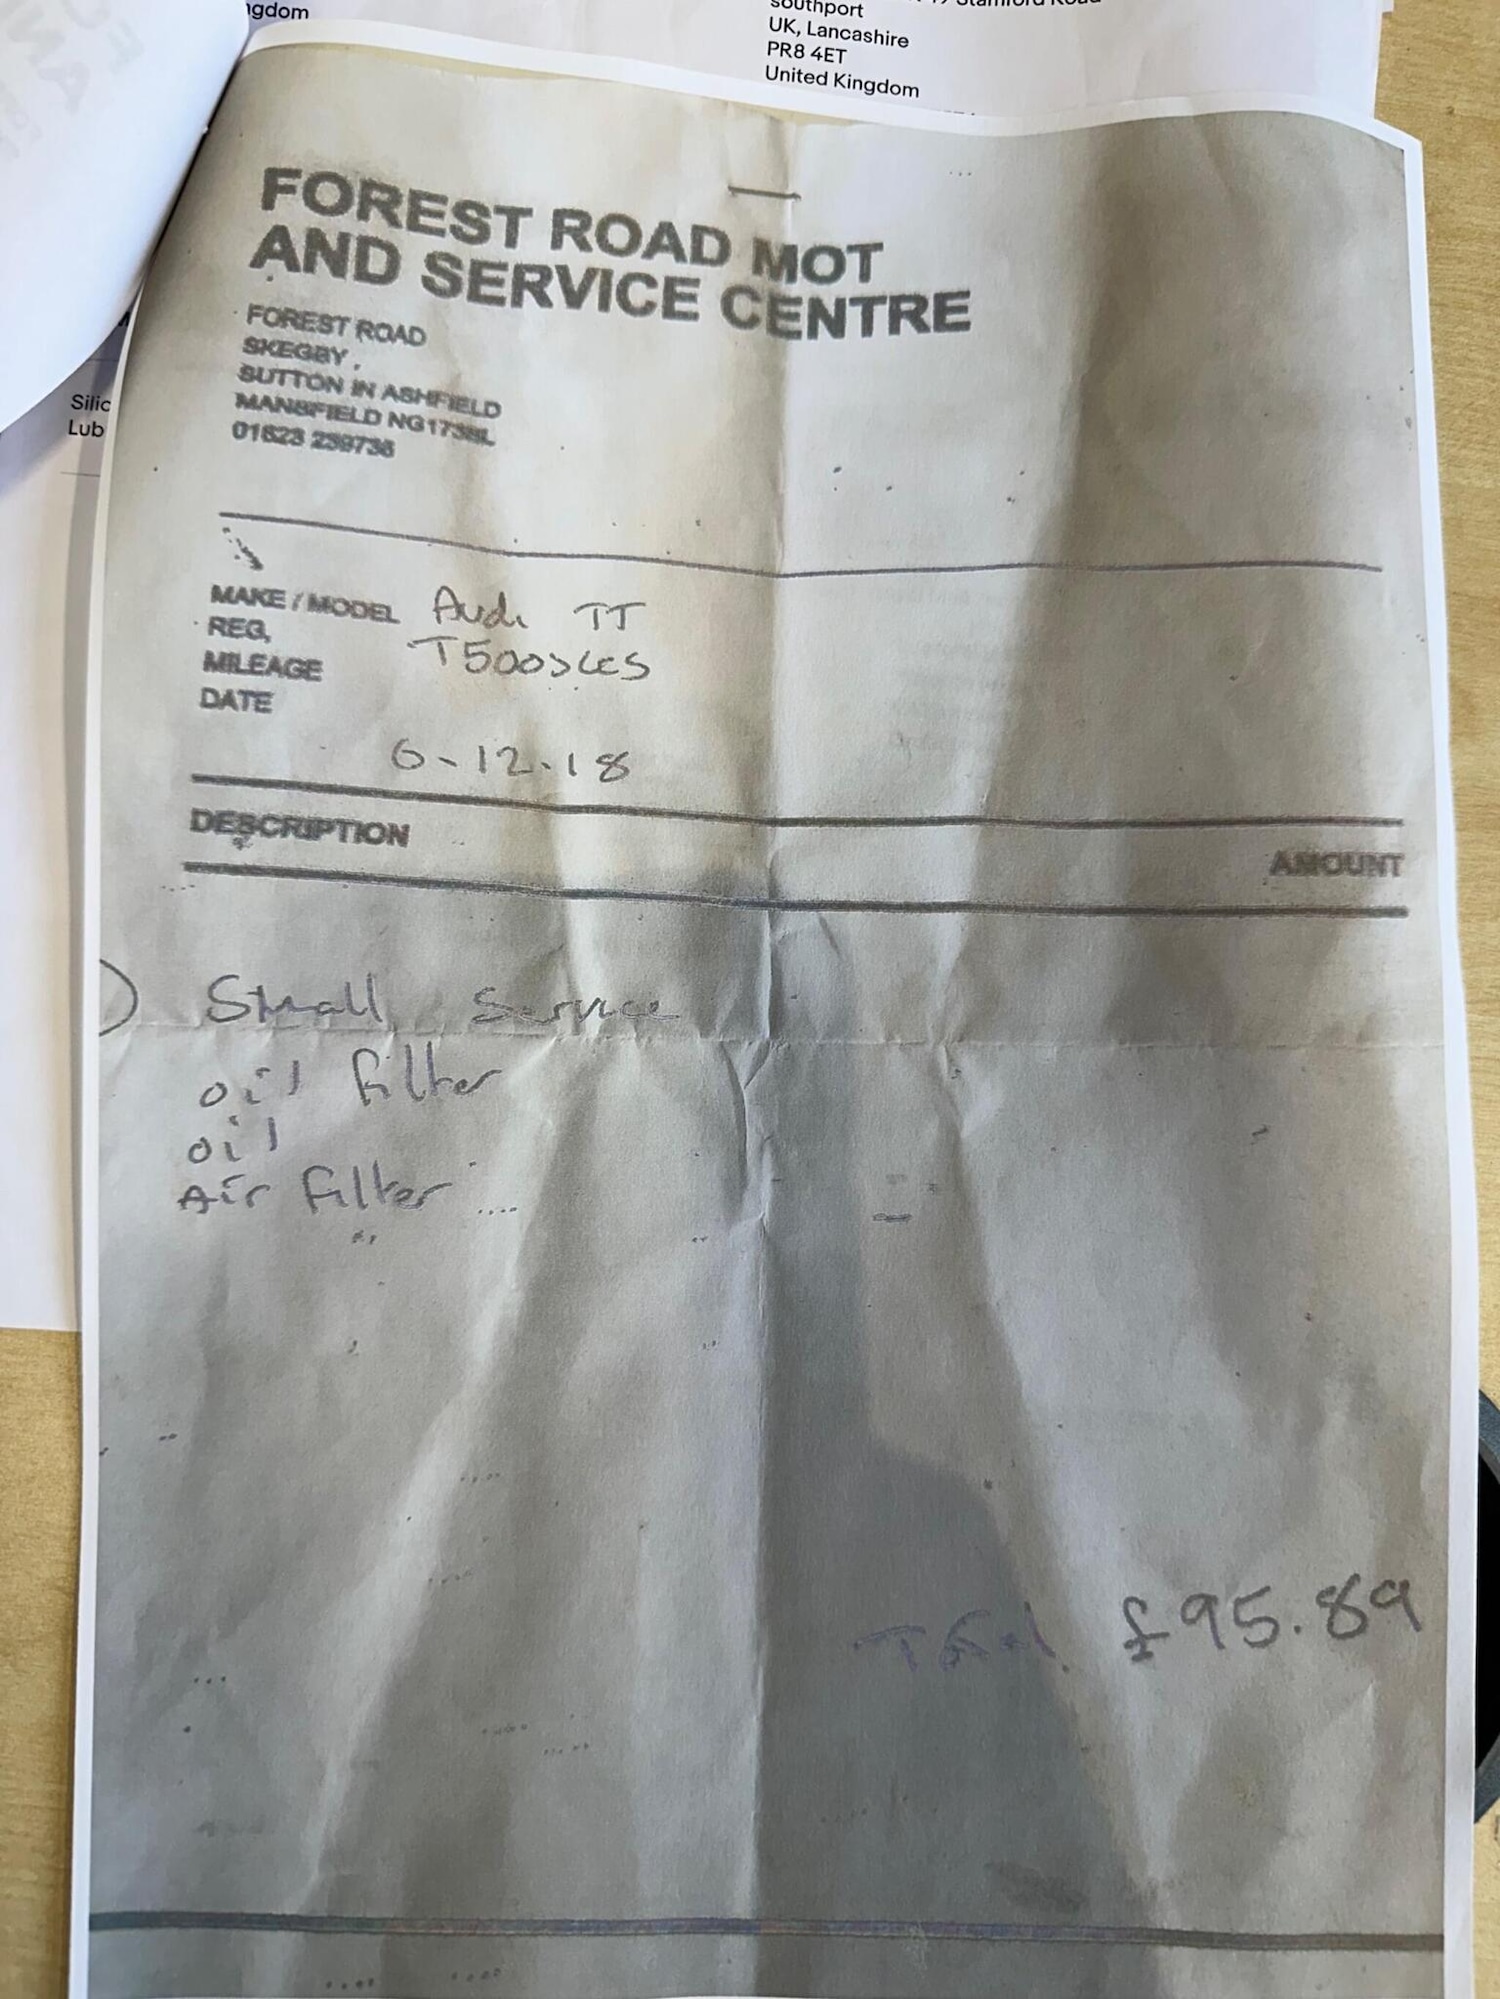 ngdom
southport
UK, Lancashire
PR8 4ET
United Kingdom
FOREST ROAD MOT
AND SERVICE CENTRE
FOREST ROAD
SKEGBY,
SUTTON IN ASHFIELD
MANSFIELD
01623 239736
Silic
Lub
MAKE / MODEL Audi TT
REG,
MILEAGE
DATE
6-12.18
DESCRIPTION
AMOUNT
Small Service
oil filter
oil
Air filter
Total £95.89